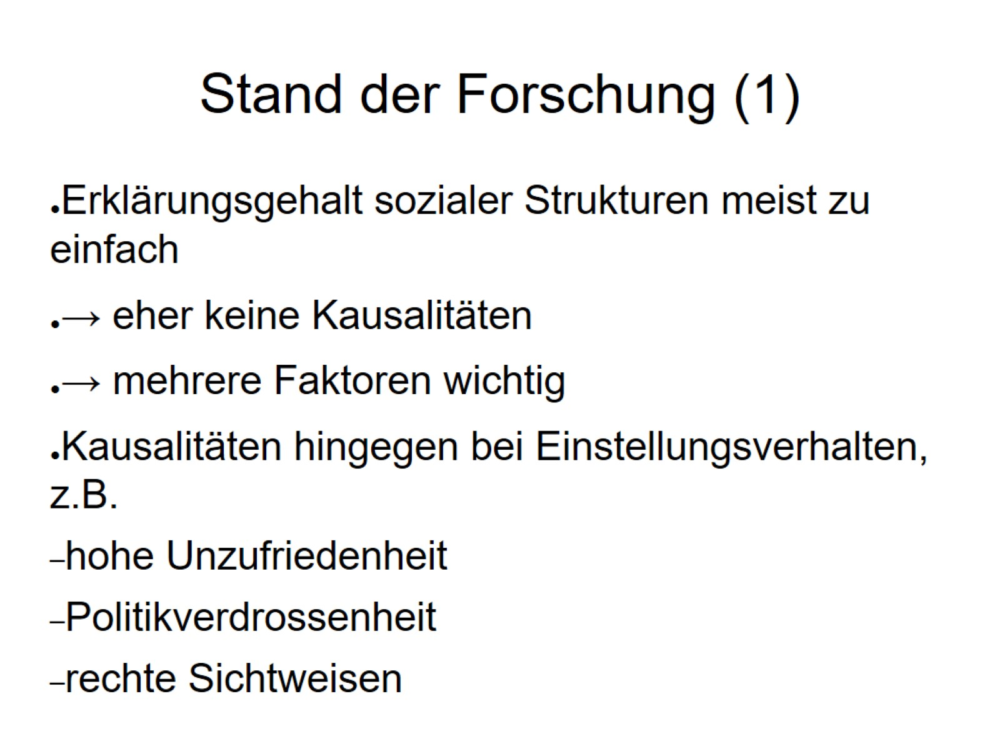 Stand der Forschung (1)
●Erklärungsgehalt sozialer Strukturen meist zu
einfach
●→ eher keine Kausalitäten
●→ mehrere Faktoren wichtig
●Kausalitäten hingegen bei Einstellungsverhalten,
z.B.
–hohe Unzufriedenheit
–Politikverdrossenheit
–rechte Sichtweisen